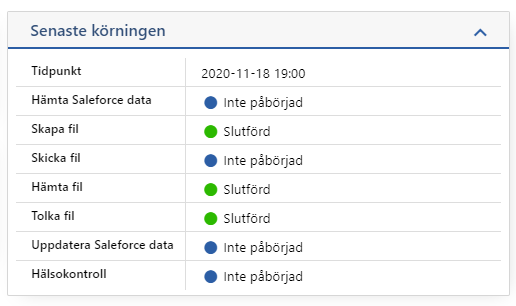 Senaste körningen
Tidpunkt 2020-11-18 19:00
Hämta Saleforce data Inte påbörjad
Skapa fil Slutförd
Skicka fil Inte påbörjad
Hämta fil Slutförd
Tolka fil Slutförd
Uppdatera Saleforce data Inte påbörjad
Hälsokontroll Inte påbörjad